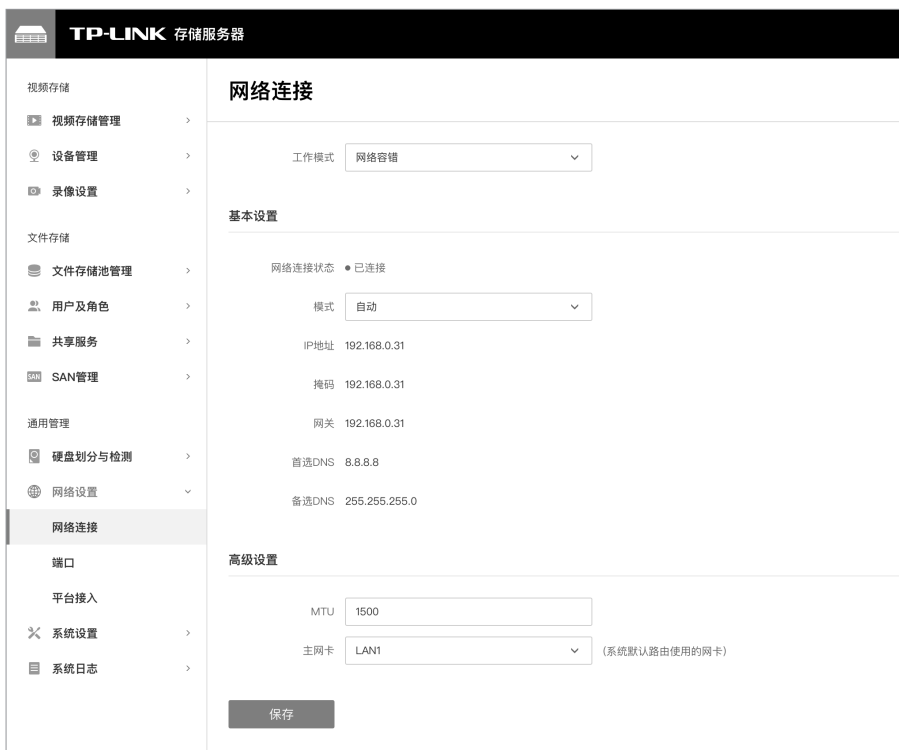 TP-LINK 存储服务器
视频存储
视频存储管理
设备管理
录像设置
文件存储
文件存储池管理
用户及角色
共享服务
SAN SAN管理
通用管理
硬盘划分与检测
网络设置
网络连接
端口
平台接入
系统设置
系统日志
网络连接
工作模式 网络容错
基本设置
网络连接状态 已连接
模式 自动
IP地址 192.168.0.31
掩码 192.168.0.31
网关 192.168.0.31
首选DNS 8.8.8.8
备选DNS 255.255.255.0
高级设置
MTU 1500
主网卡 LAN1 (系统默认路由使用的网卡)
保存